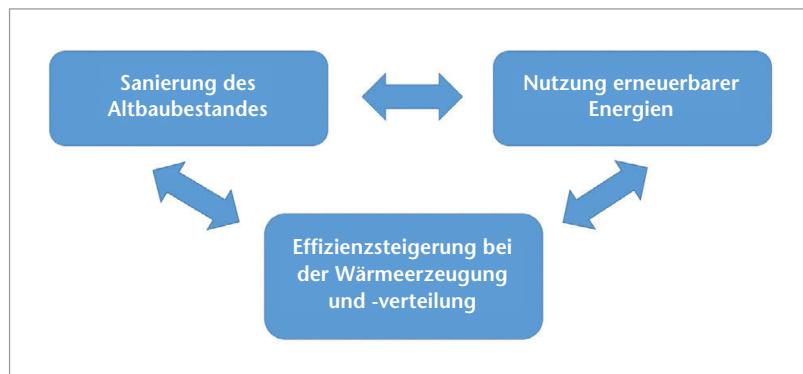 Sanierung des
Altbaubestandes
Nutzung erneuerbarer
Energien
Effizienzsteigerung bei
der Wärmeerzeugung
und -verteilung